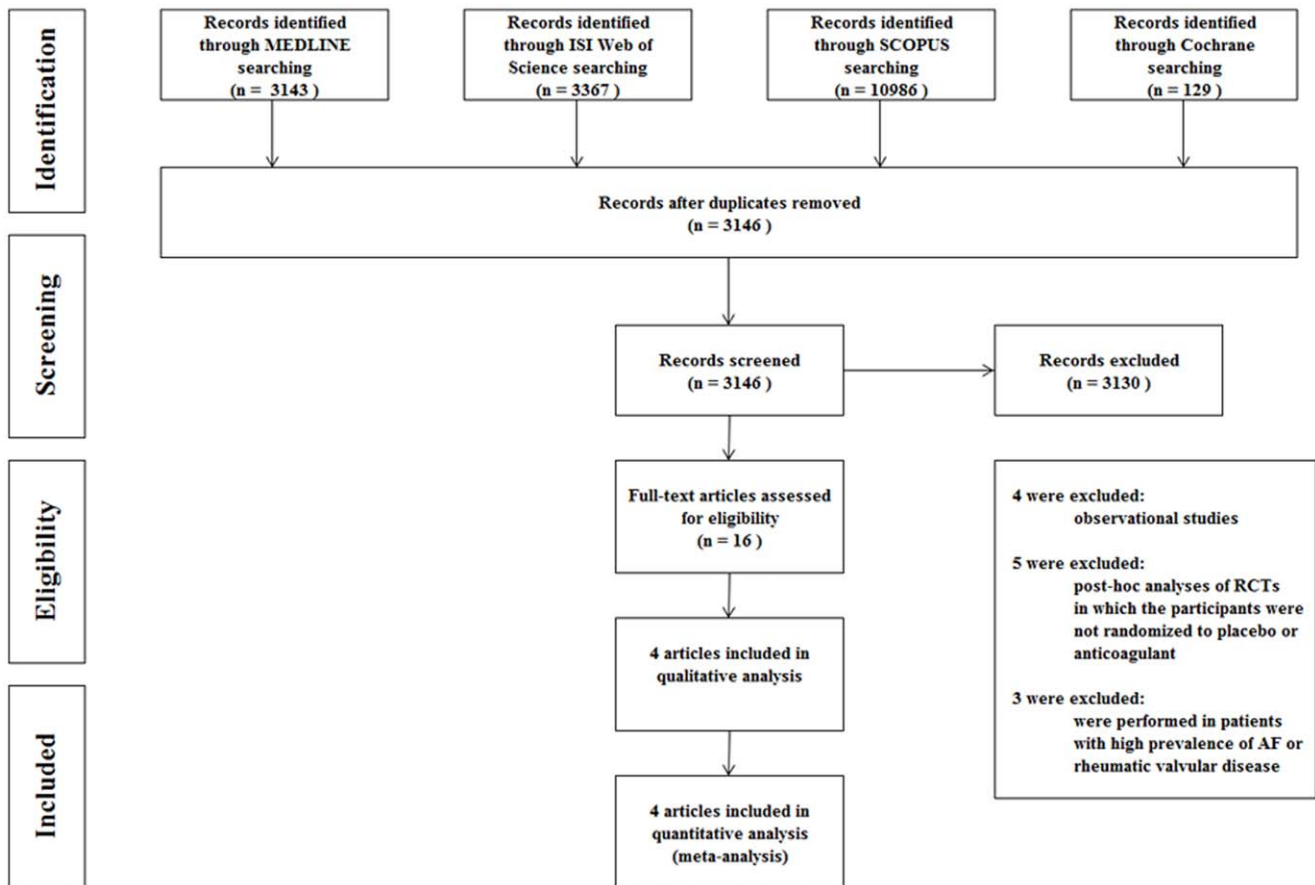 Identification
Records identified
through MEDLINE
searching
(n =  3143 )
Records identified
through ISI Web of
Science searching
(n = 3367 )
Records identified
through SCOPUS
searching
(n = 10986 )
Records identified
through Cochrane
searching
(n = 129 )
Records after duplicates removed
(n = 3146 )
Screening
Records screened
(n = 3146 )
Records excluded
(n = 3130 )
Eligibility
Full-text articles assessed
for eligibility
(n = 16 )
4 were excluded:
observational studies
5 were excluded:
post-hoc analyses of RCTs
in which the participants were
not randomized to placebo or
anticoagulant
3 were excluded:
were performed in patients
with high prevalence of AF or
rheumatic valvular disease
4 articles included in
qualitative analysis
Included
4 articles included in
quantitative analysis
(meta-analysis)